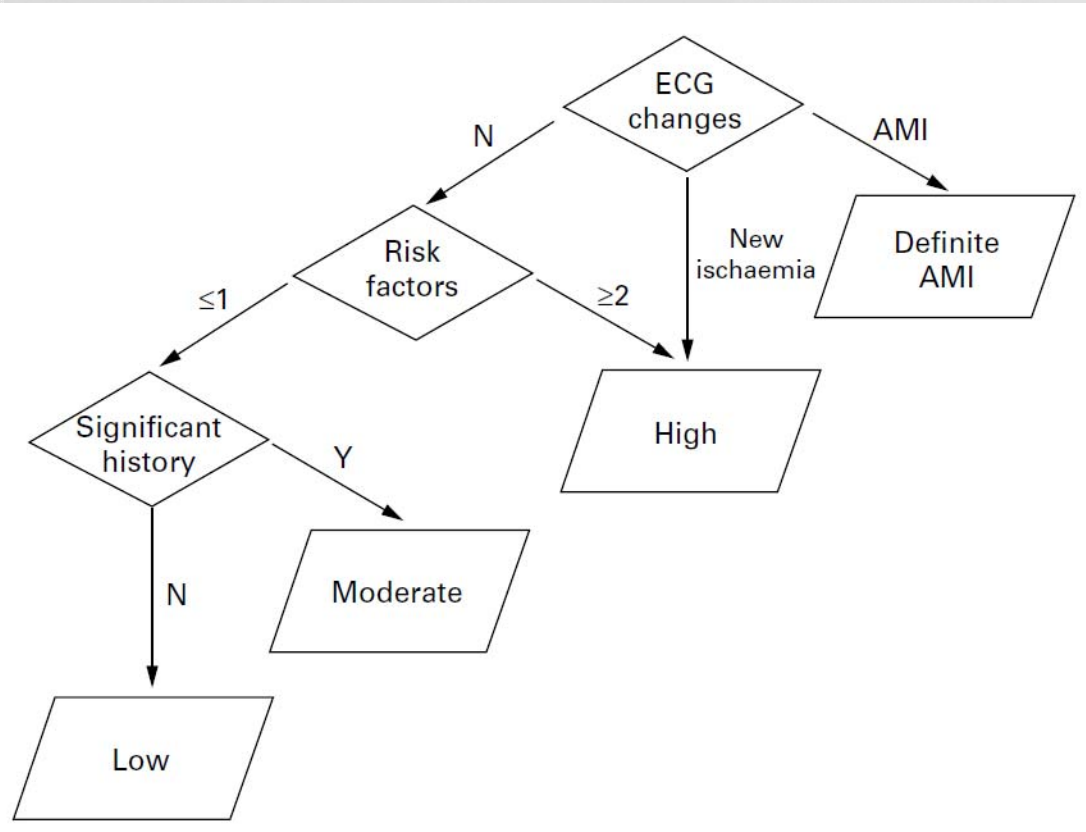 ECG
changes
N
AMI
Risk
factors
New
ischaemia
Definite
AMI
≤1
≥2
Significant
history
Y
High
N
Moderate
Low